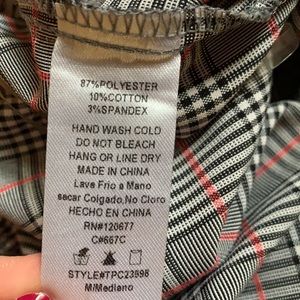 87%POLYESTER
10%COTTON
3%SPANDEX
HAND WASH COLD
DO NOT BLEACH
HANG OR LINE DRY
MADE IN CHINA
Lave Frio a Mano
sacar Colgado,No Cloro
HECHO EN CHINA
RN#120677
C#667C
STYLE#TPC23998
M/Mediano